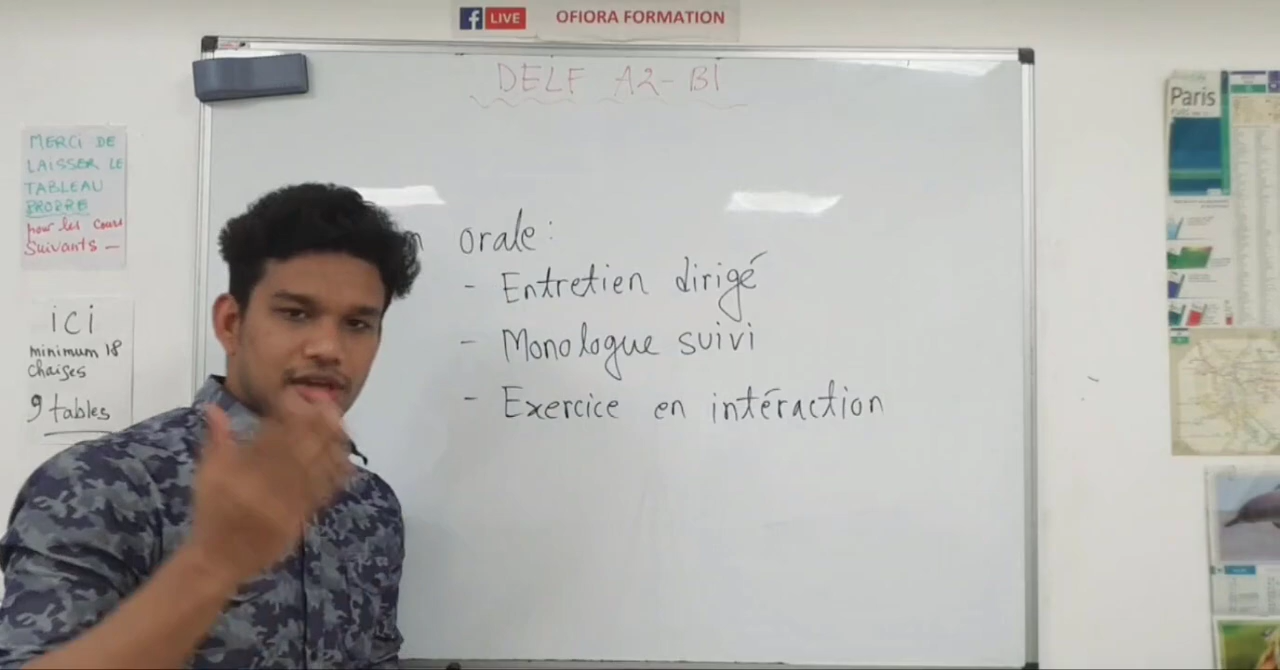 LIVE OFIORA FORMATION
DELF A2-B1
MERCI DE
LAISSER LE
TABLEAU
PROPRE
pour les cours
suivants -
ici
minimum 18
chaises
9 tables
n orale:
- Entretien dirigé
- Monologue suivi
- Exercice en intéraction
Paris